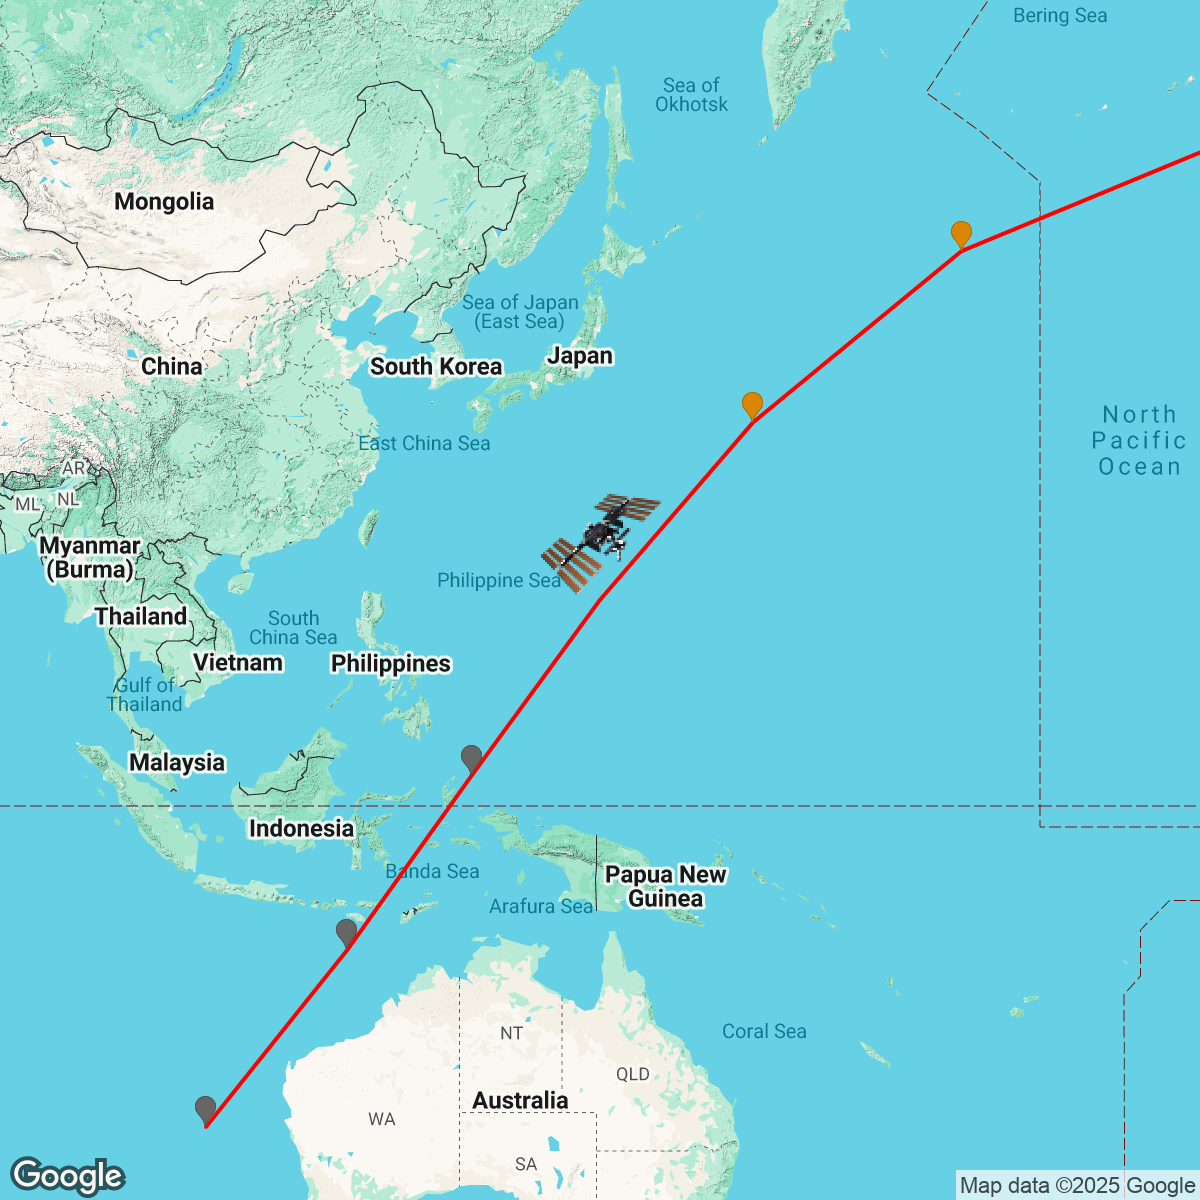 Bering Sea
Sea of
Okhotsk
Mongolia
Sea of Japan
(East Sea)
Japan
China
South Korea
North
Pacific
Ocean
East China Sea
AR
NL
ML
Myanmar
(Burma)
Philippine Sea
Thailand
South
China Sea
Vietnam
Philippines
Gulf of
Thailand
Malaysia
Indonesia
Banda Sea
Papua New
Guinea
Arafura Sea
Coral Sea
NT
QLD
Australia
WA
SA
Google
Map data ©2025 Google